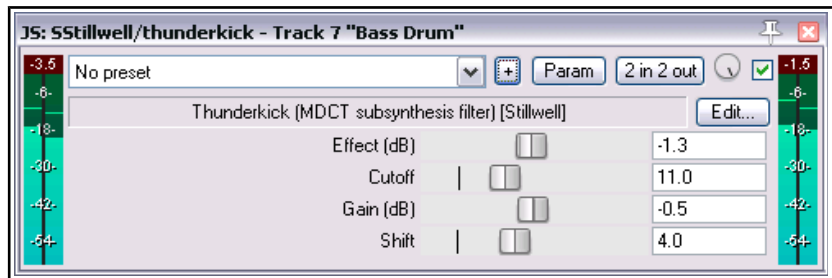 JS: SStillwell/thunderkick - Track 7 "Bass Drum"
-3.5 No preset + Param 2 in 2 out -1.5
-6- -6-
Thunderkick (MDCT subsynthesis filter) [Stillwell] Edit...
-18- -18-
Effect (dB) -1.3
-30- Cutoff 11.0 -30-
-42- Gain (dB) -0.5 -42-
-54- Shift 4.0 -54-